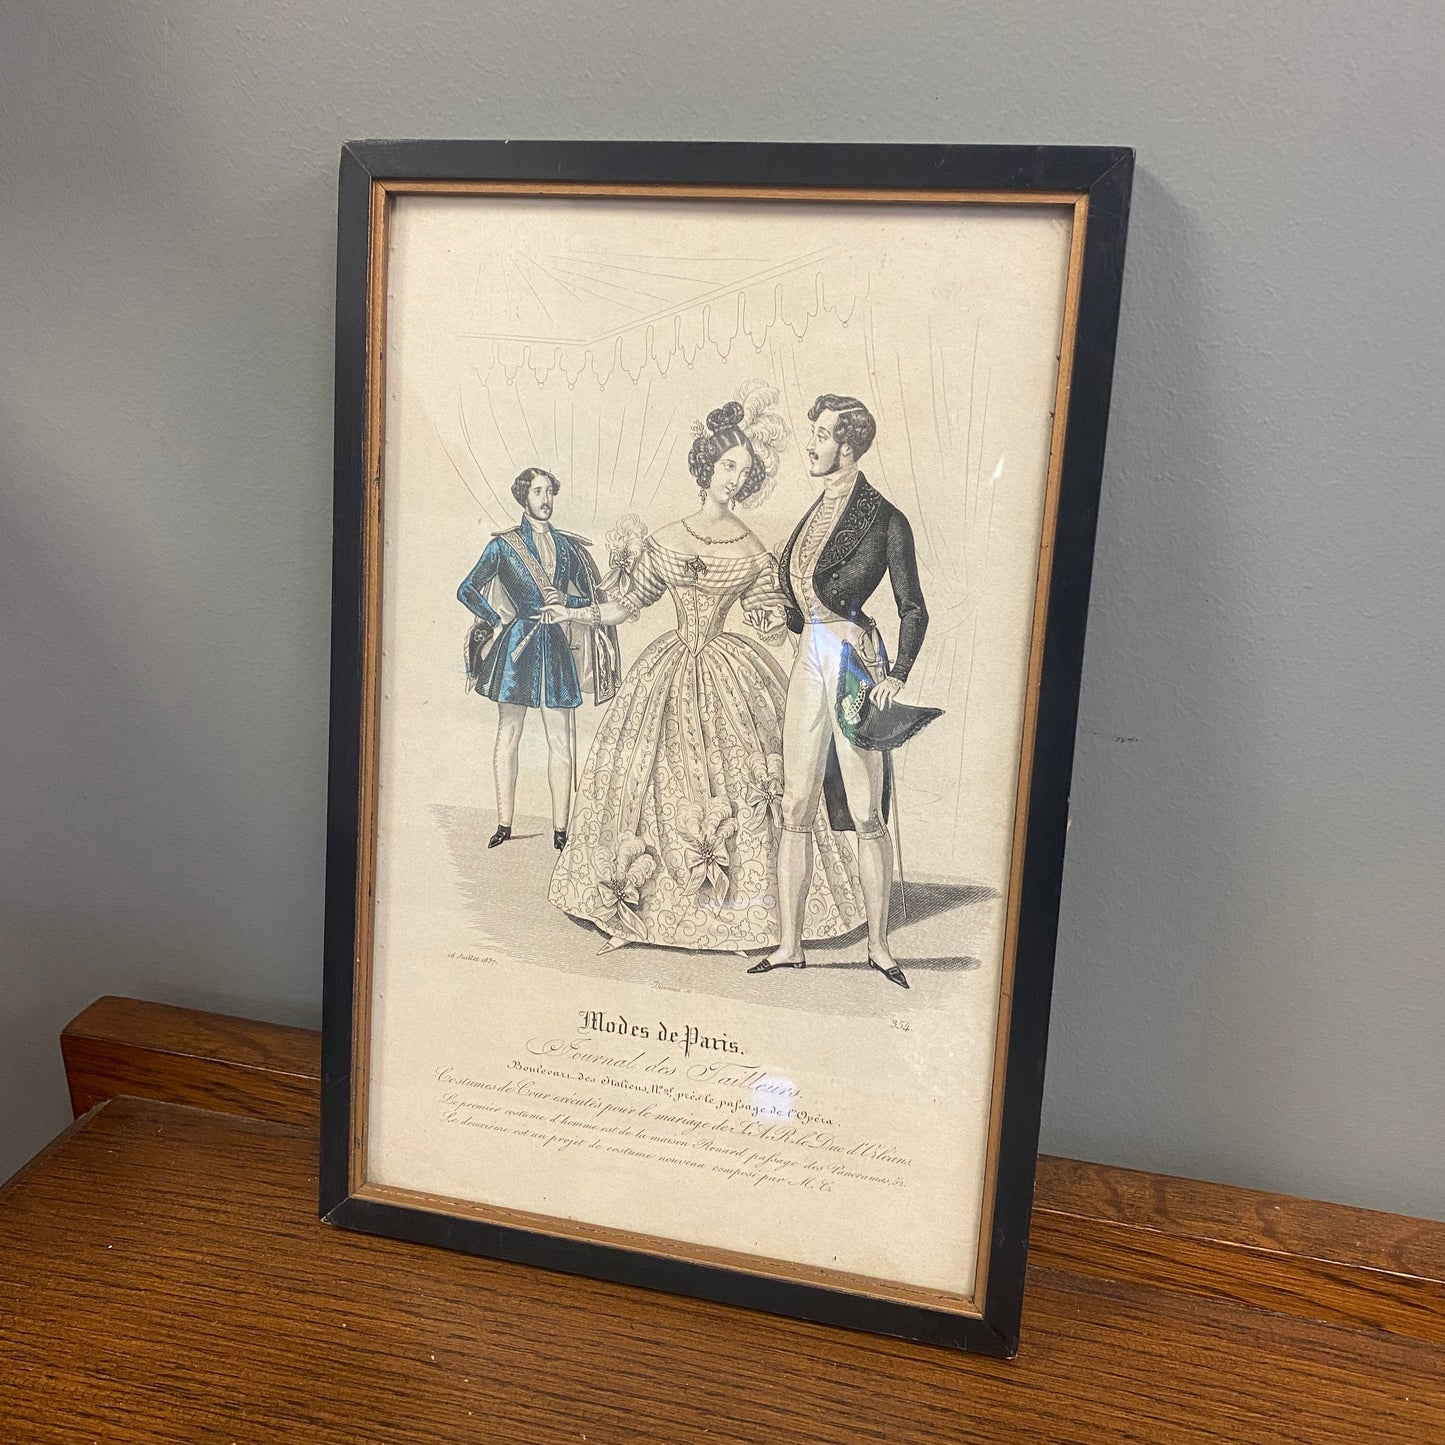 16 Juillet 1837.
354.
Modes de Paris.
Journal des Tailleurs.
Boulevart des Italiens, près le paſsage de l'Opéra.
Costumes de Cour exécutés pour le mariage de S. A. R. le Duc d'Orléans.
Le premier costume d'homme est de la maison Renard, paſsage des Panoramas, 52.
Le deuxième est un projet de costume nouveau composé par M. C.